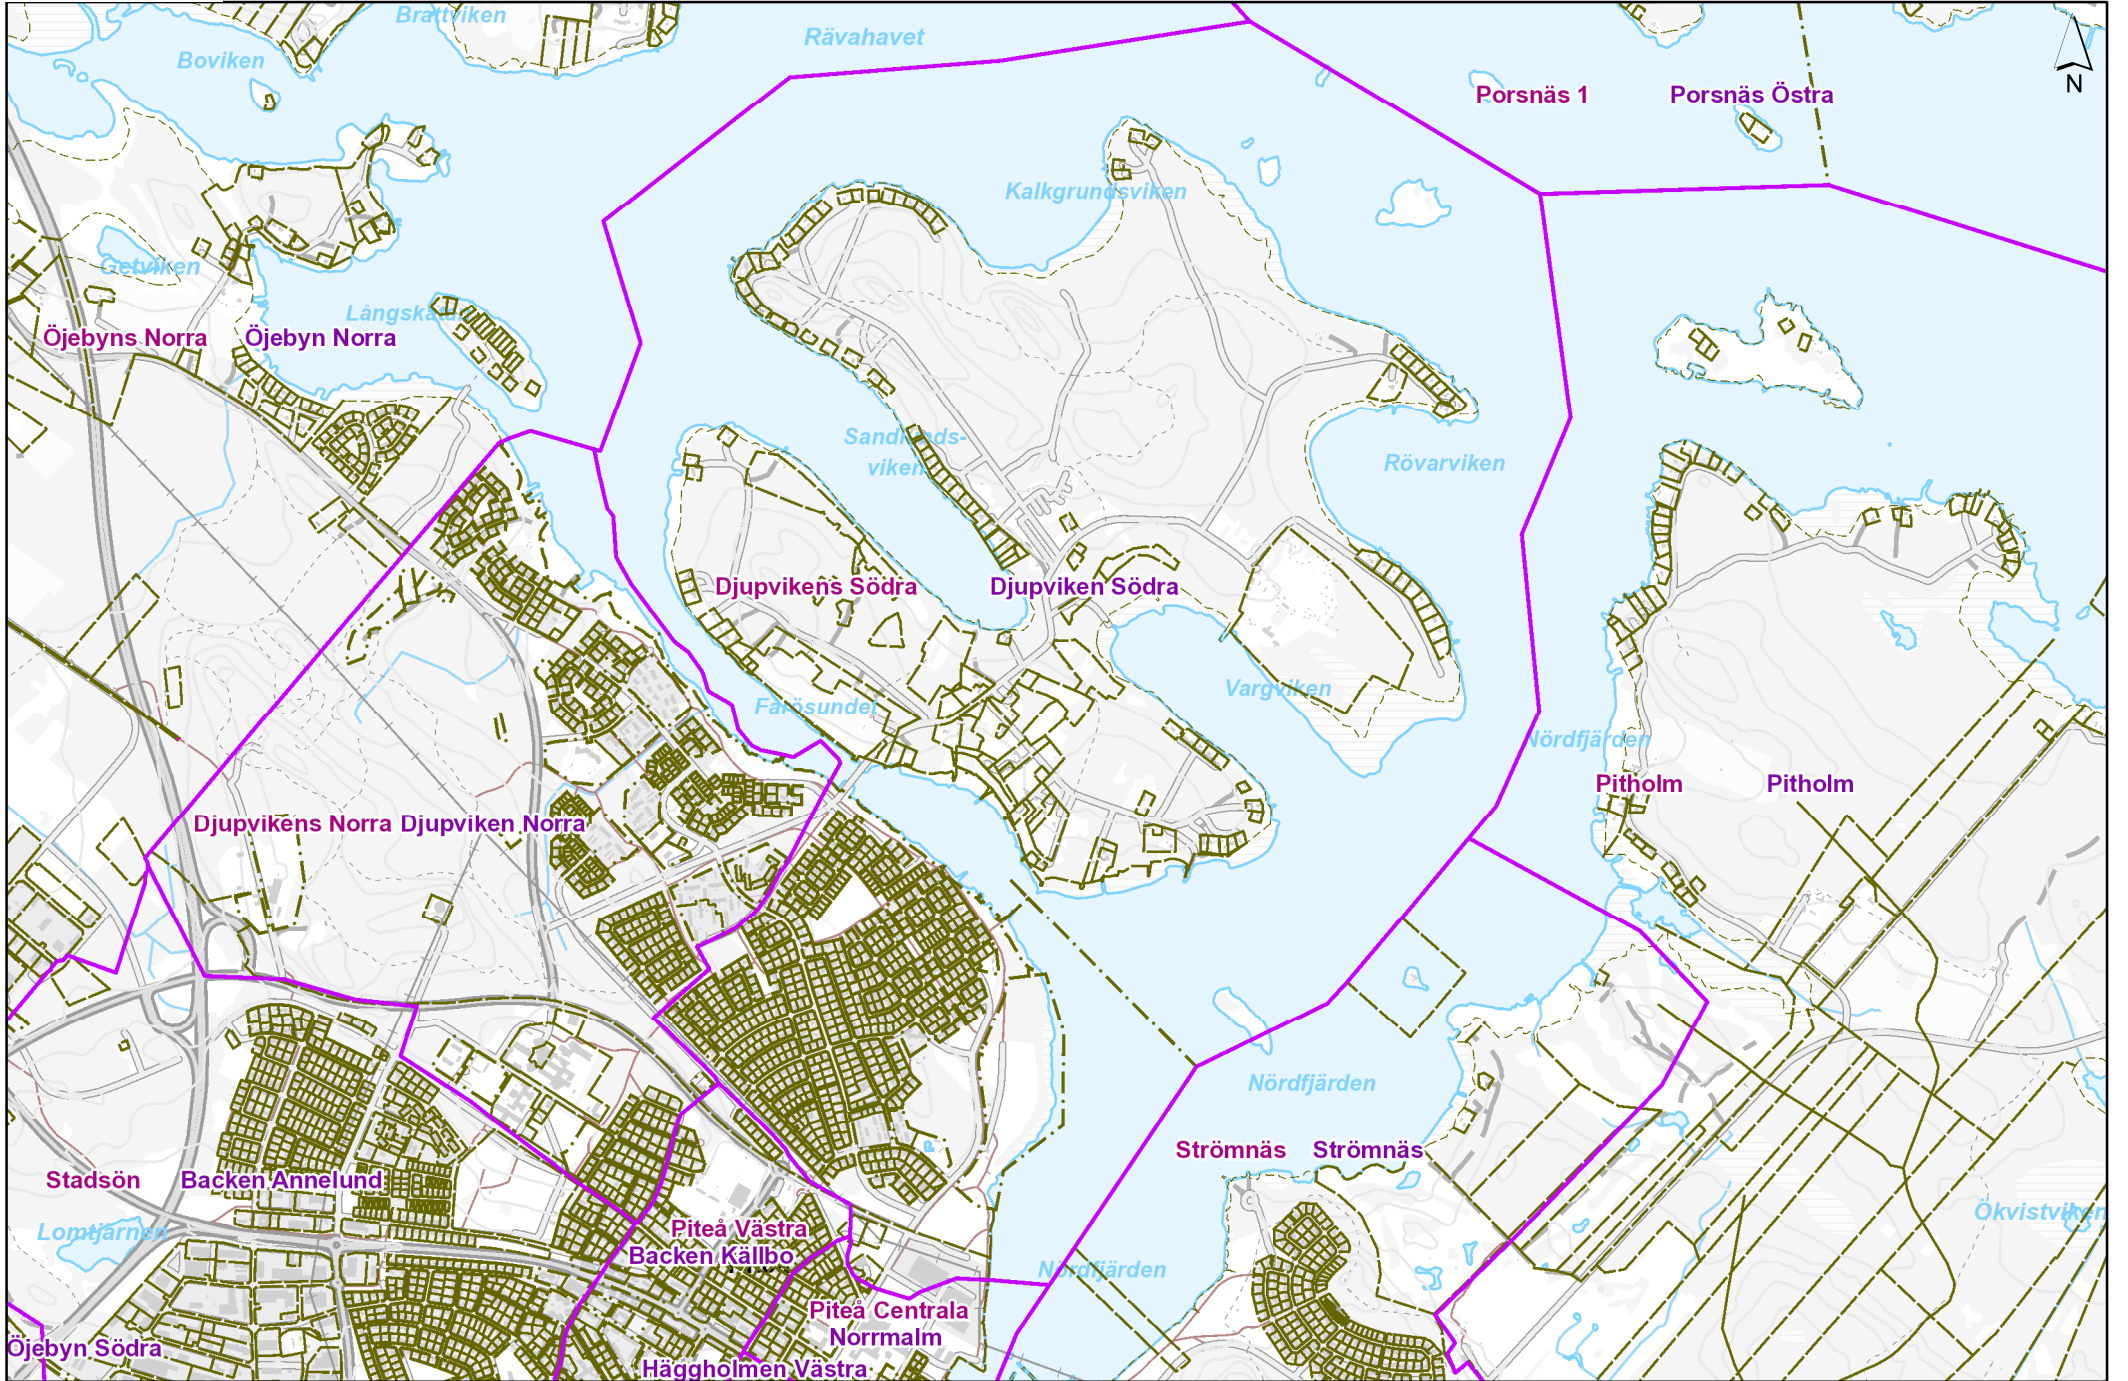 Brattviken
Rävahavet
Boviken
Porsnäs 1
Porsnäs Östra
N
Kalkgrundsviken
Getviken
Långskatan
Öjebyns Norra
Öjebyn Norra
Sandlunds-
viken
Rövarviken
Djupvikens Södra
Djupviken Södra
Vargviken
Färösundet
Nördfjärden
Pitholm
Pitholm
Djupvikens Norra
Djupviken Norra
Nördfjärden
Strömnäs
Strömnäs
Stadsön
Backen Annelund
Ökvistviken
Lomtjärnen
Piteå Västra
Backen Källbo
Nördfjärden
Piteå Centrala
Norrmalm
Öjebyn Södra
Häggholmen Västra